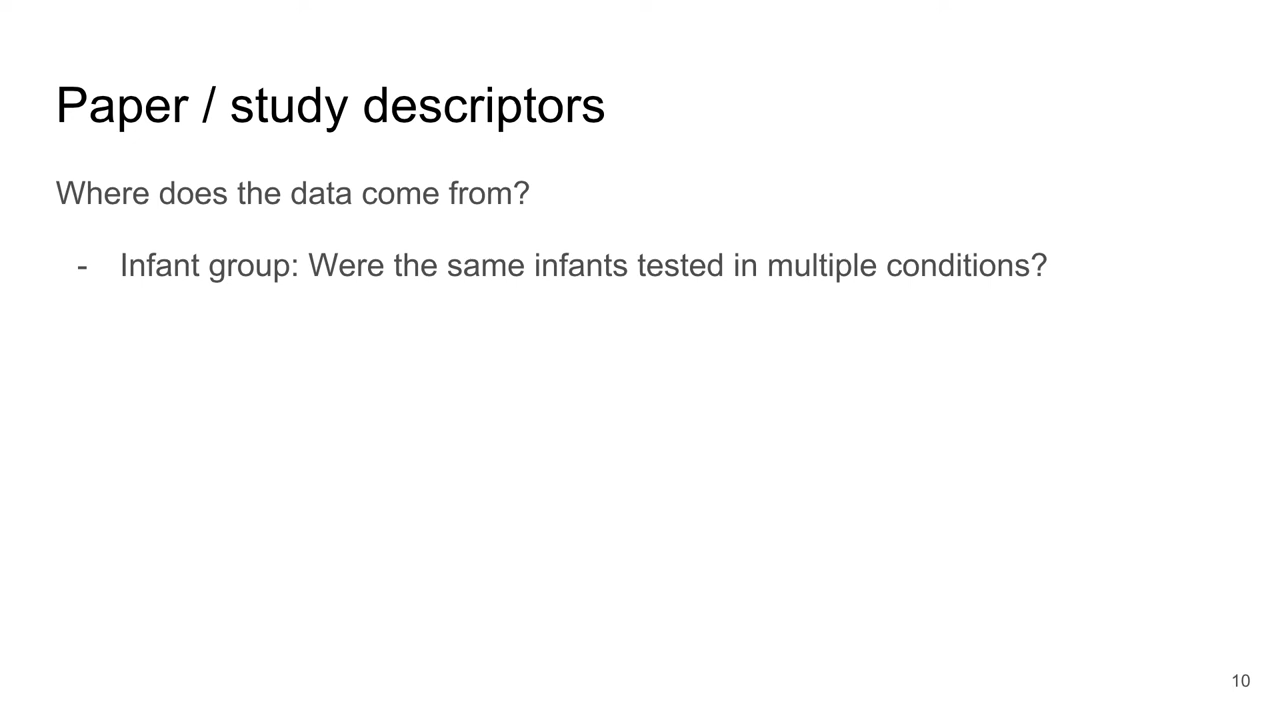 Paper / study descriptors
Where does the data come from?
- Infant group: Were the same infants tested in multiple conditions?
10